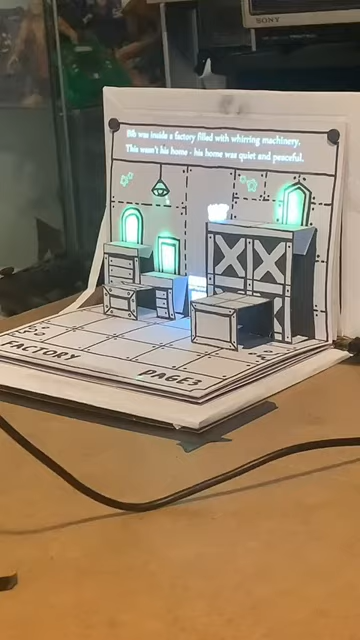 SONY
Bib was inside a factory filled with whirring machinery.
This wasn't his home - his home was quiet and peaceful.
FACTORY
PAGE3